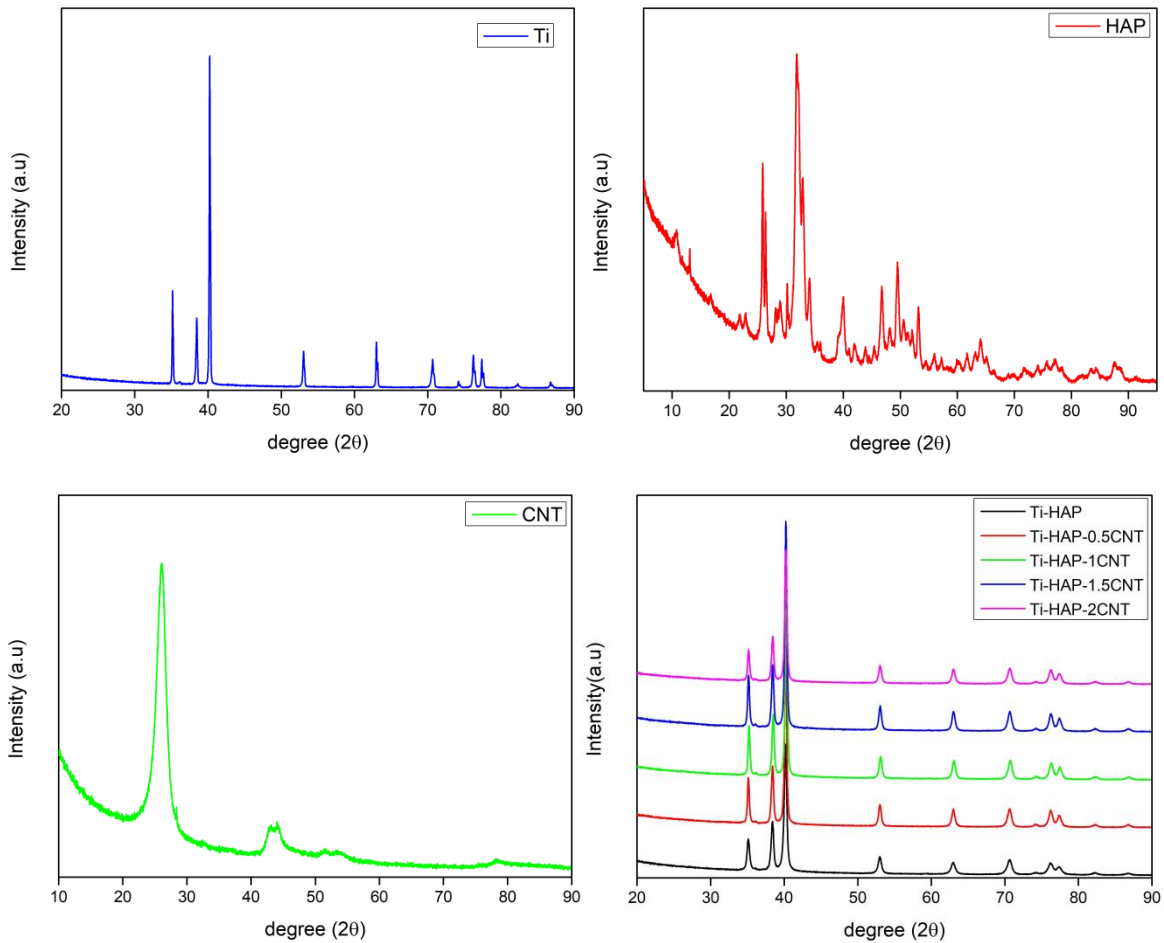 Ti
Intensity (a.u)
20 30 40 50 60 70 80 90
degree (2θ)
HAP
Intensity (a.u)
10 20 30 40 50 60 70 80 90
degree (2θ)
CNT
Intensity (a.u)
10 20 30 40 50 60 70 80 90
degree (2θ)
Ti-HAP
Ti-HAP-0.5CNT
Ti-HAP-1CNT
Ti-HAP-1.5CNT
Ti-HAP-2CNT
Intensity(a.u)
20 30 40 50 60 70 80 90
degree (2θ)